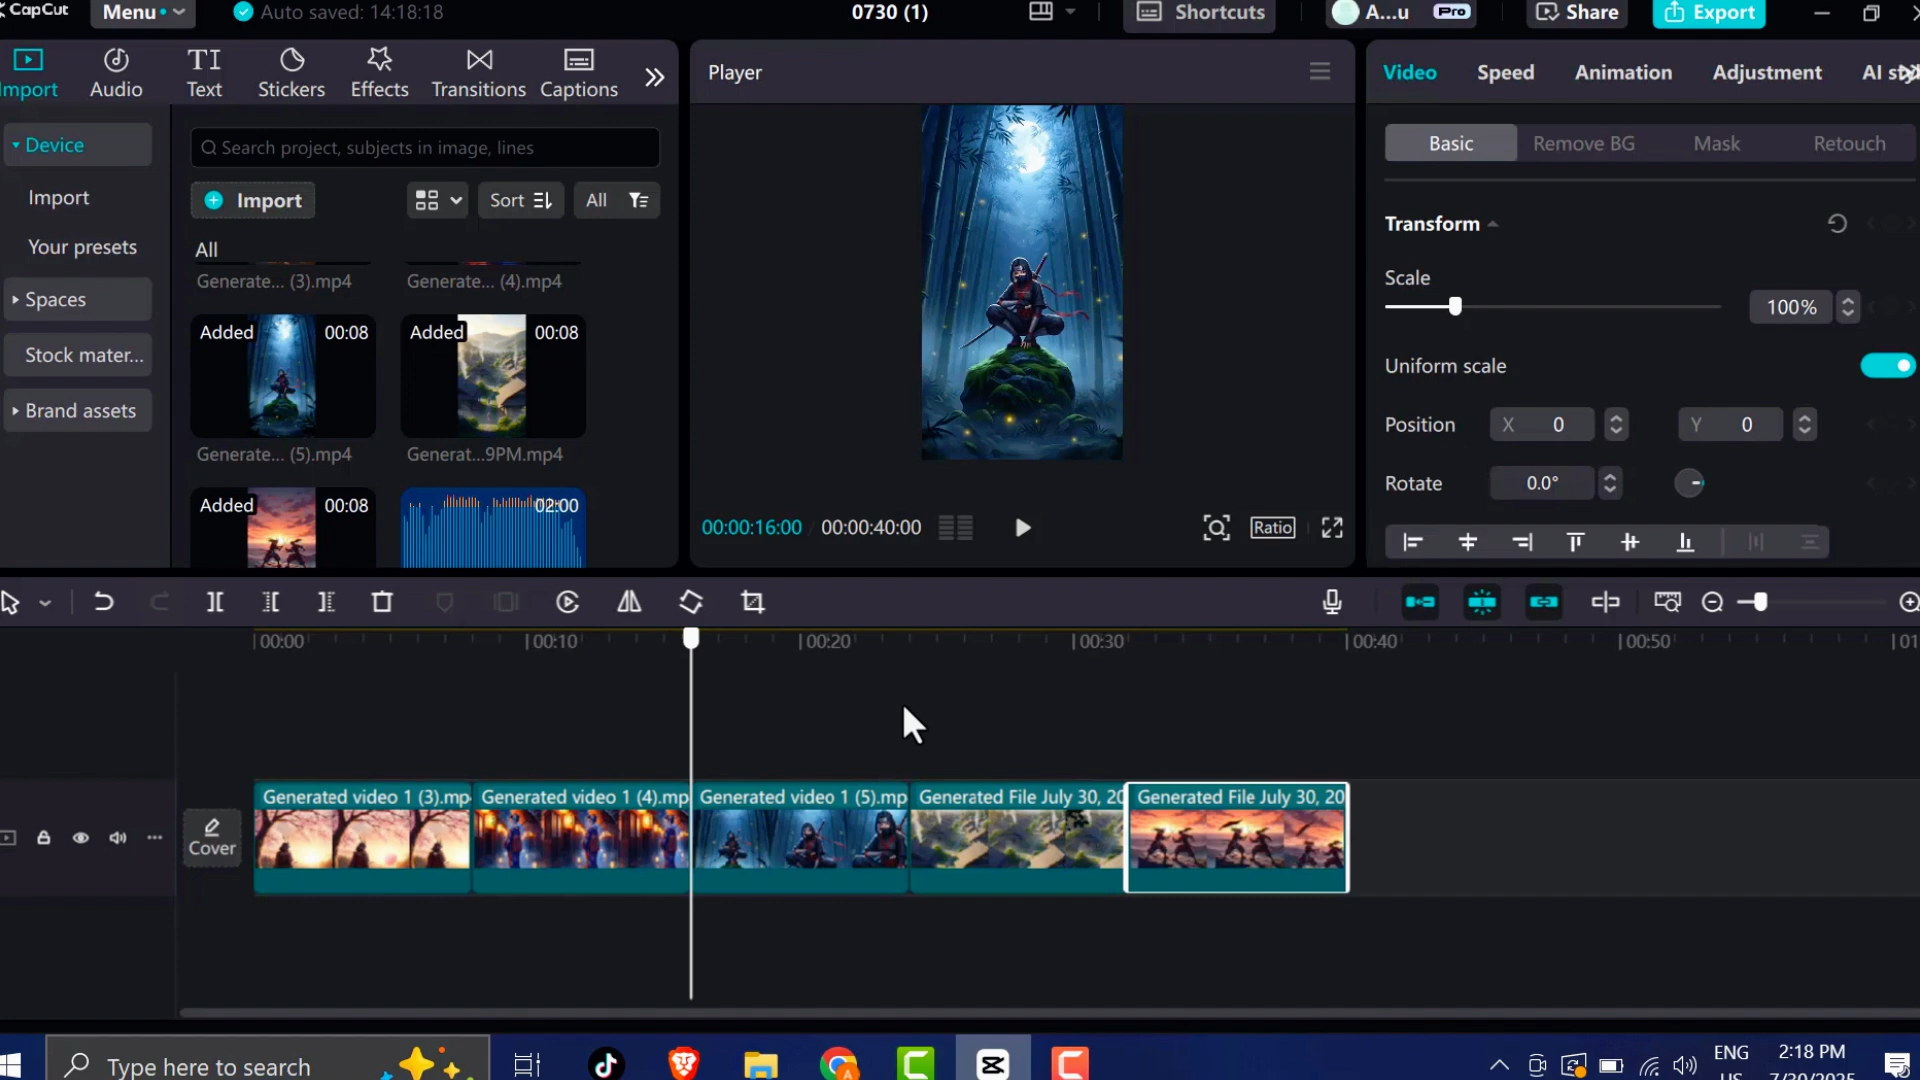 CapCut
Menu
Auto saved: 14:18:18
0730 (1)
Shortcuts
A...u
Pro
Share
Export
Import
Audio
TI
Text
Stickers
Effects
Transitions
Captions
Player
Video
Speed
Animation
Adjustment
Device
Import
Your presets
Spaces
Stock mater...
Brand assets
Search project, subjects in image, lines
Import
Sort
All
All
Generate... (3).mp4
Generate... (4).mp4
Added 00:08
Added 00:08
Generate... (5).mp4
Generat...9PM.mp4
Added 00:08
02:00
00:00:16:00
00:00:40:00
Ratio
Basic
Remove BG
Mask
Retouch
Transform
Scale
100%
Uniform scale
Position
X 0
Y 0
Rotate
0.0°
00:00
00:10
00:20
00:30
00:40
00:50
01
Cover
Generated video 1 (3).mp
Generated video 1 (4).mp
Generated video 1 (5).mp
Generated File July 30, 20
Generated File July 30, 20
Type here to search
ENG
US
2:18 PM
7/30/2025